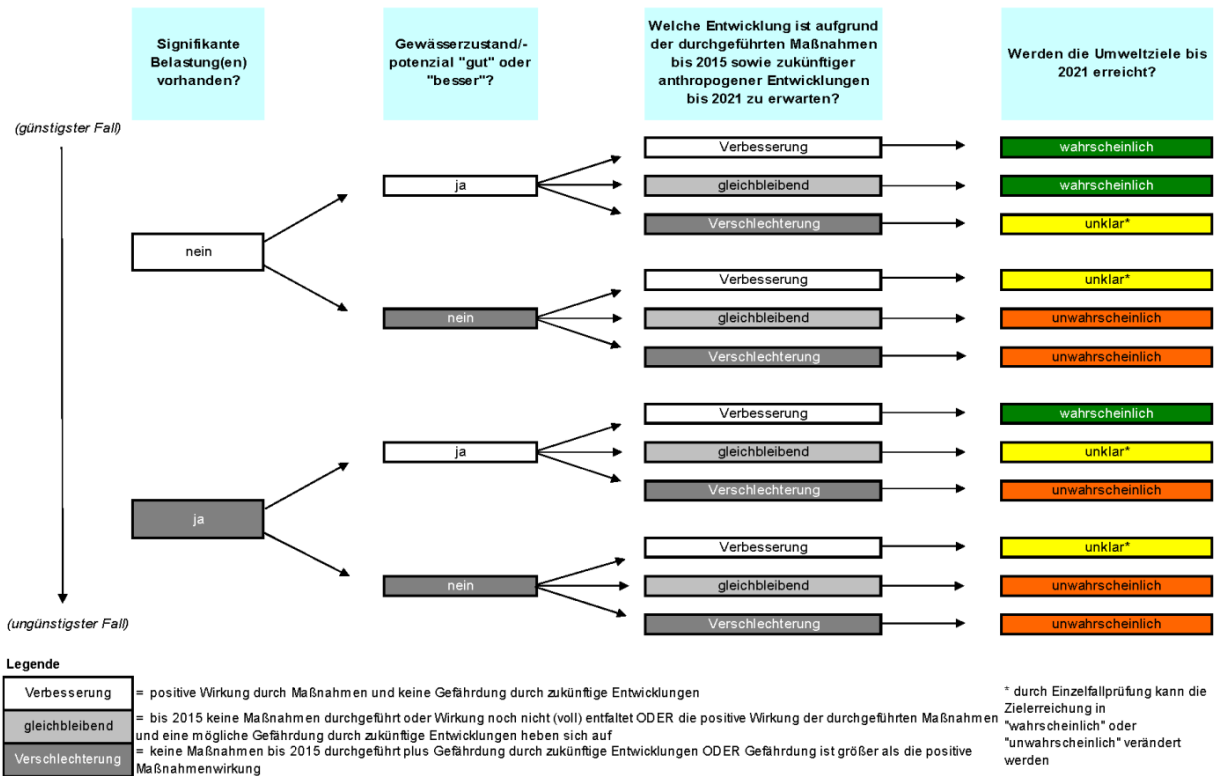 Signifikante
Belastung(en)
vorhanden?
Gewässerzustand/-
potenzial "gut" oder
"besser"?
Welche Entwicklung ist aufgrund
der durchgeführten Maßnahmen
bis 2015 sowie zukünftiger
anthropogener Entwicklungen
bis 2021 zu erwarten?
Werden die Umweltziele bis
2021 erreicht?
(günstigster Fall)
Verbesserung
wahrscheinlich
ja
gleichbleibend
wahrscheinlich
Verschlechterung
unklar*
nein
Verbesserung
unklar*
nein
gleichbleibend
unwahrscheinlich
Verschlechterung
unwahrscheinlich
Verbesserung
wahrscheinlich
ja
gleichbleibend
unklar*
Verschlechterung
unwahrscheinlich
ja
Verbesserung
unklar*
nein
gleichbleibend
unwahrscheinlich
Verschlechterung
unwahrscheinlich
(ungünstigster Fall)
Legende
Verbesserung
= positive Wirkung durch Maßnahmen und keine Gefährdung durch zukünftige Entwicklungen
gleichbleibend
= bis 2015 keine Maßnahmen durchgeführt oder Wirkung noch nicht (voll) entfaltet ODER die positive Wirkung der durchgeführten Maßnahmen
und eine mögliche Gefährdung durch zukünftige Entwicklungen heben sich auf
Verschlechterung
= keine Maßnahmen bis 2015 durchgeführt plus Gefährdung durch zukünftige Entwicklungen ODER Gefährdung ist größer als die positive
Maßnahmenwirkung
* durch Einzelfallprüfung kann die
Zielerreichung in
"wahrscheinlich" oder
"unwahrscheinlich" verändert
werden